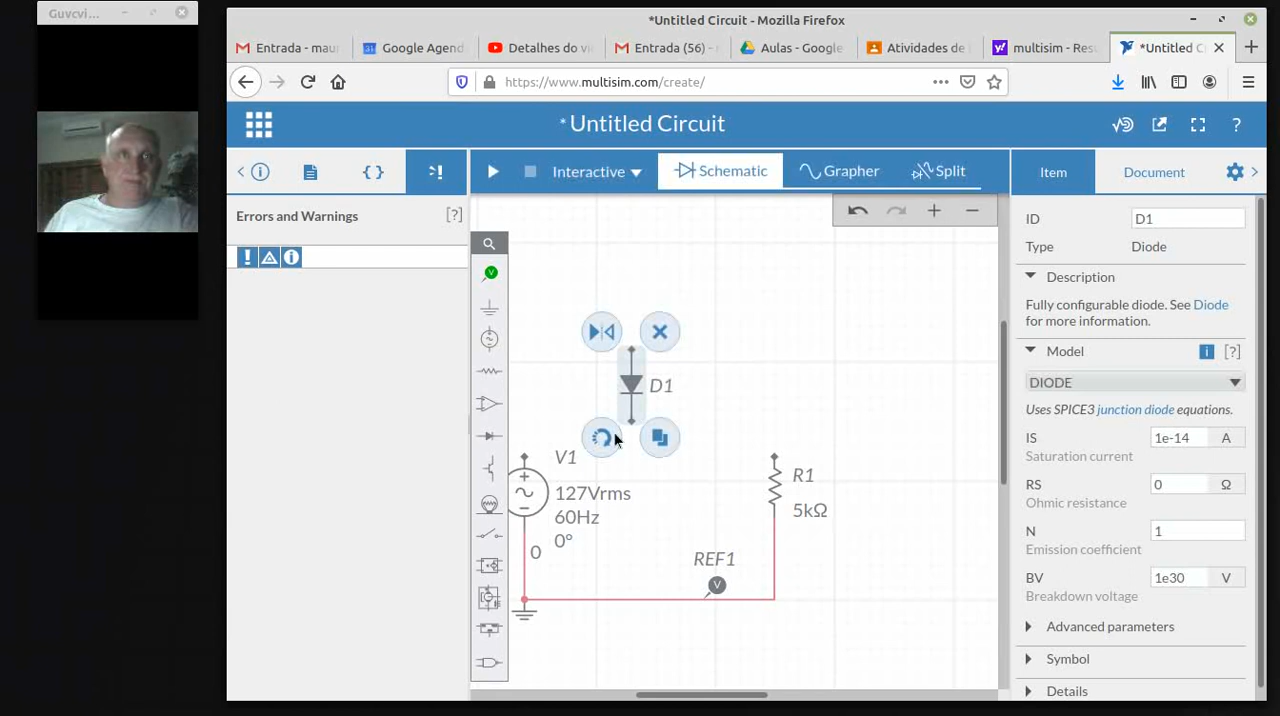 Guvcvi...
*Untitled Circuit - Mozilla Firefox
Entrada - mau
Google Agend
Detalhes do ví
Entrada (56) -
Aulas - Google
Atividades de
multisim - Res
*Untitled C
https://www.multisim.com/create/
* Untitled Circuit
?
Interactive
Schematic
Grapher
Split
Item
Document
Errors and Warnings
[?]
ID
D1
Type
Diode
Description
Fully configurable diode. See Diode
for more information.
Model
[?]
DIODE
Uses SPICE3 junction diode equations.
IS
1e-14
A
Saturation current
RS
0
Ω
Ohmic resistance
N
1
Emission coefficient
BV
1e30
V
Breakdown voltage
Advanced parameters
Symbol
Details
D1
V1
127Vrms
60Hz
0°
0
R1
5kΩ
REF1
V